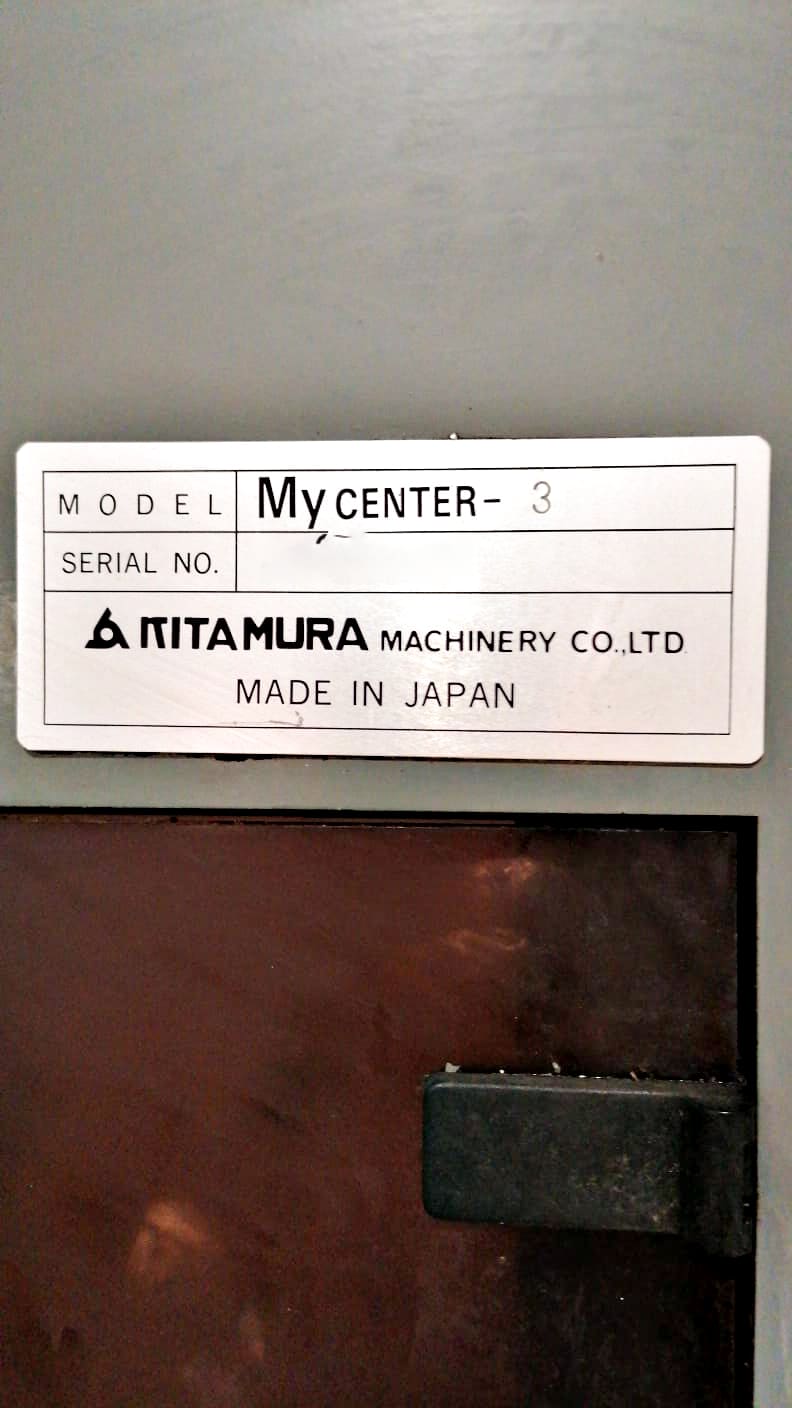 MODEL MyCENTER- 3
SERIAL NO.
KITAMURA MACHINERY CO.,LTD
MADE IN JAPAN